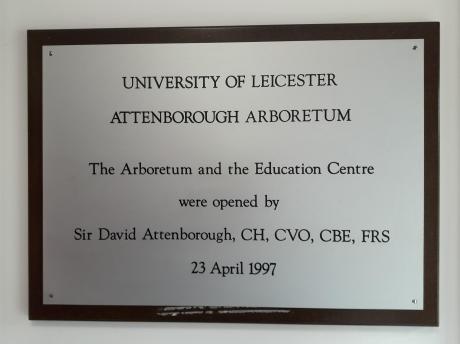 UNIVERSITY OF LEICESTER
ATTENBOROUGH ARBORETUM
The Arboretum and the Education Centre
were opened by
Sir David Attenborough, CH, CVO, CBE, FRS
23 April 1997